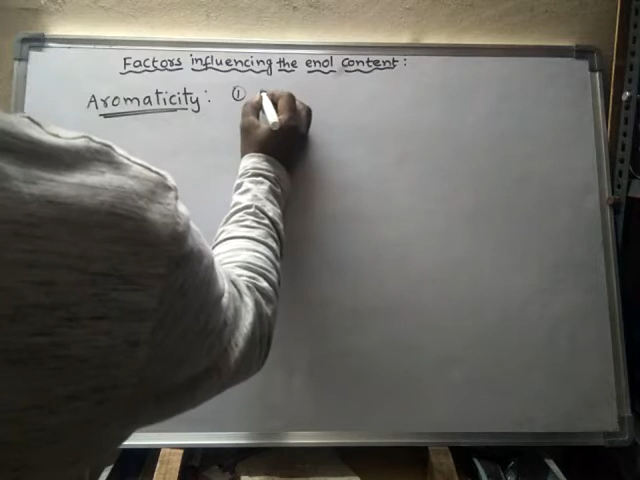 Factors influencing the enol content:
Aromaticity: ①